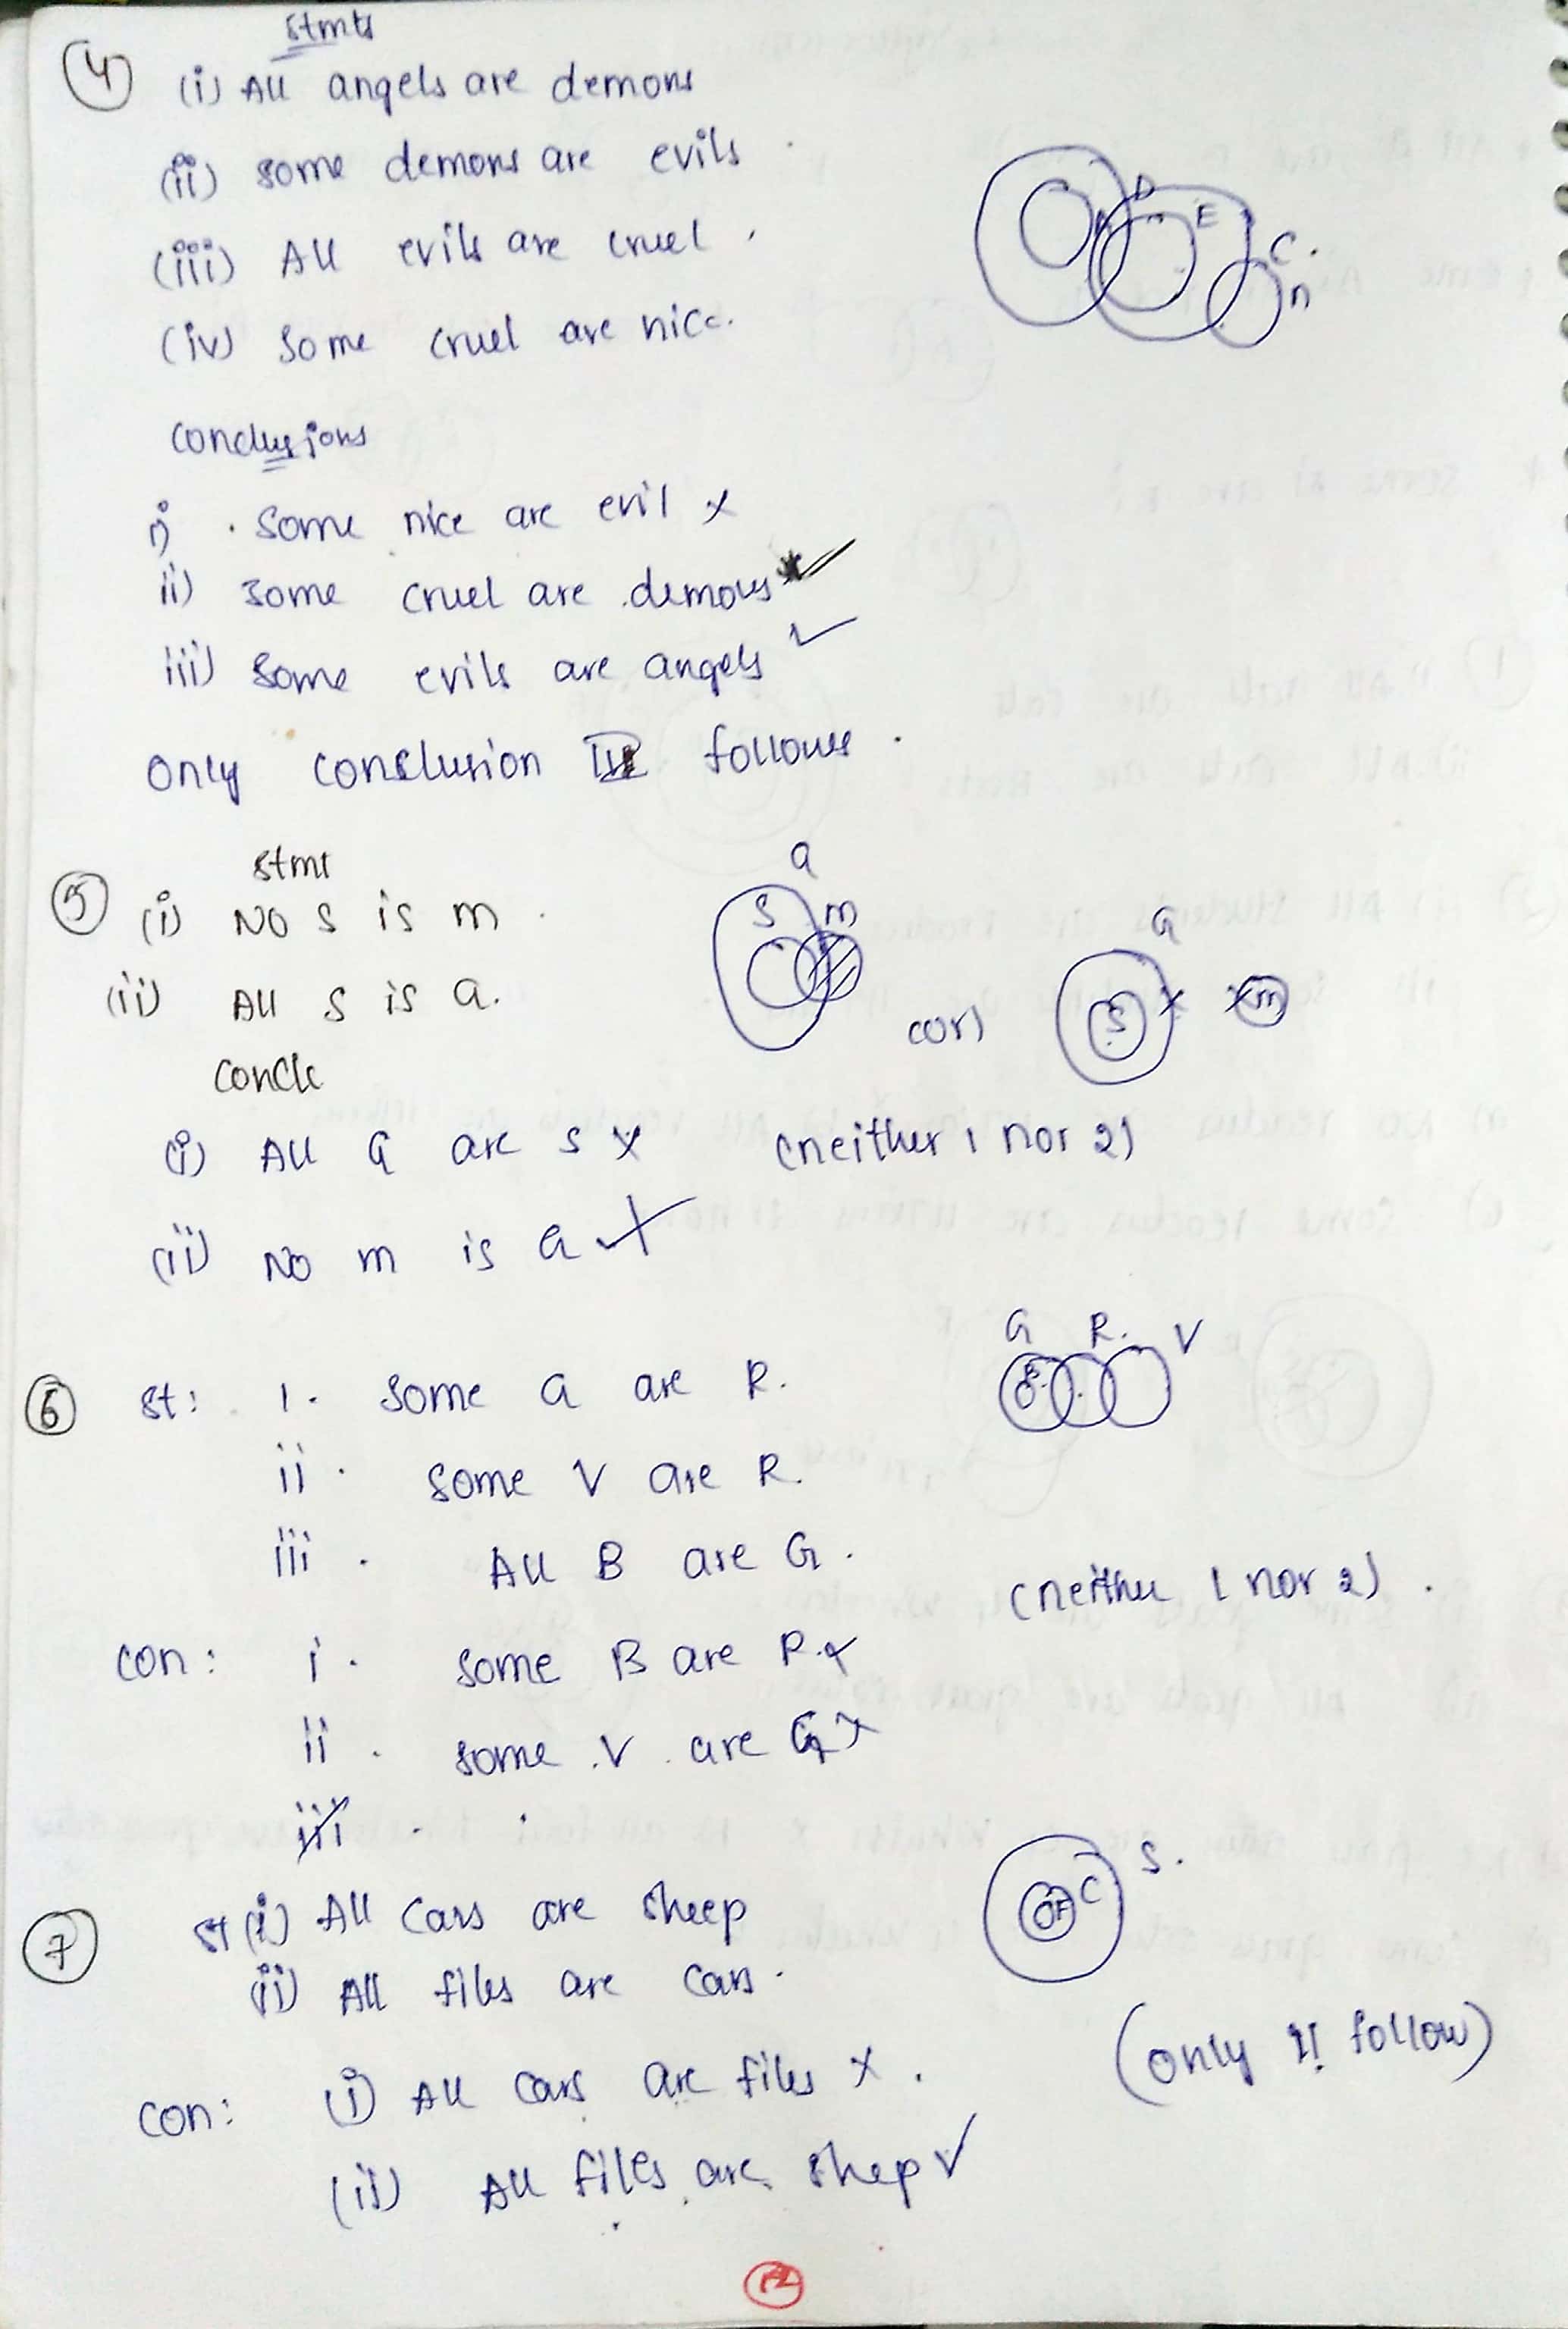 stmts
4 (i) All angels are demons
(ii) some demons are evils
(iii) All evils are cruel
(iv) some cruel are nice.
D
E
A
C.
n
conclusions
i) . some nice are evil x
ii) some cruel are demons ✓
iii) some evils are angels ✓
only conclusion follows .
stmt
5 (i) NO s is m .
(ii) All s is a.
a
s m
(or)
G
S x m
concl
(i) All G are s x (neither 1 nor 2)
(ii) NO m is a x
6 st: 1. some a are R.
ii . some V are R.
iii . All B are G .
G R. V
B
(neither 1 nor 2) .
con: i . some B are R. x
ii . some V are G x
iii .
7 st (i) All cars are sheep
(ii) All files are cars.
F C S.
con: (i) All cars are files x .
(only II follow)
(ii) All files are shep ✓